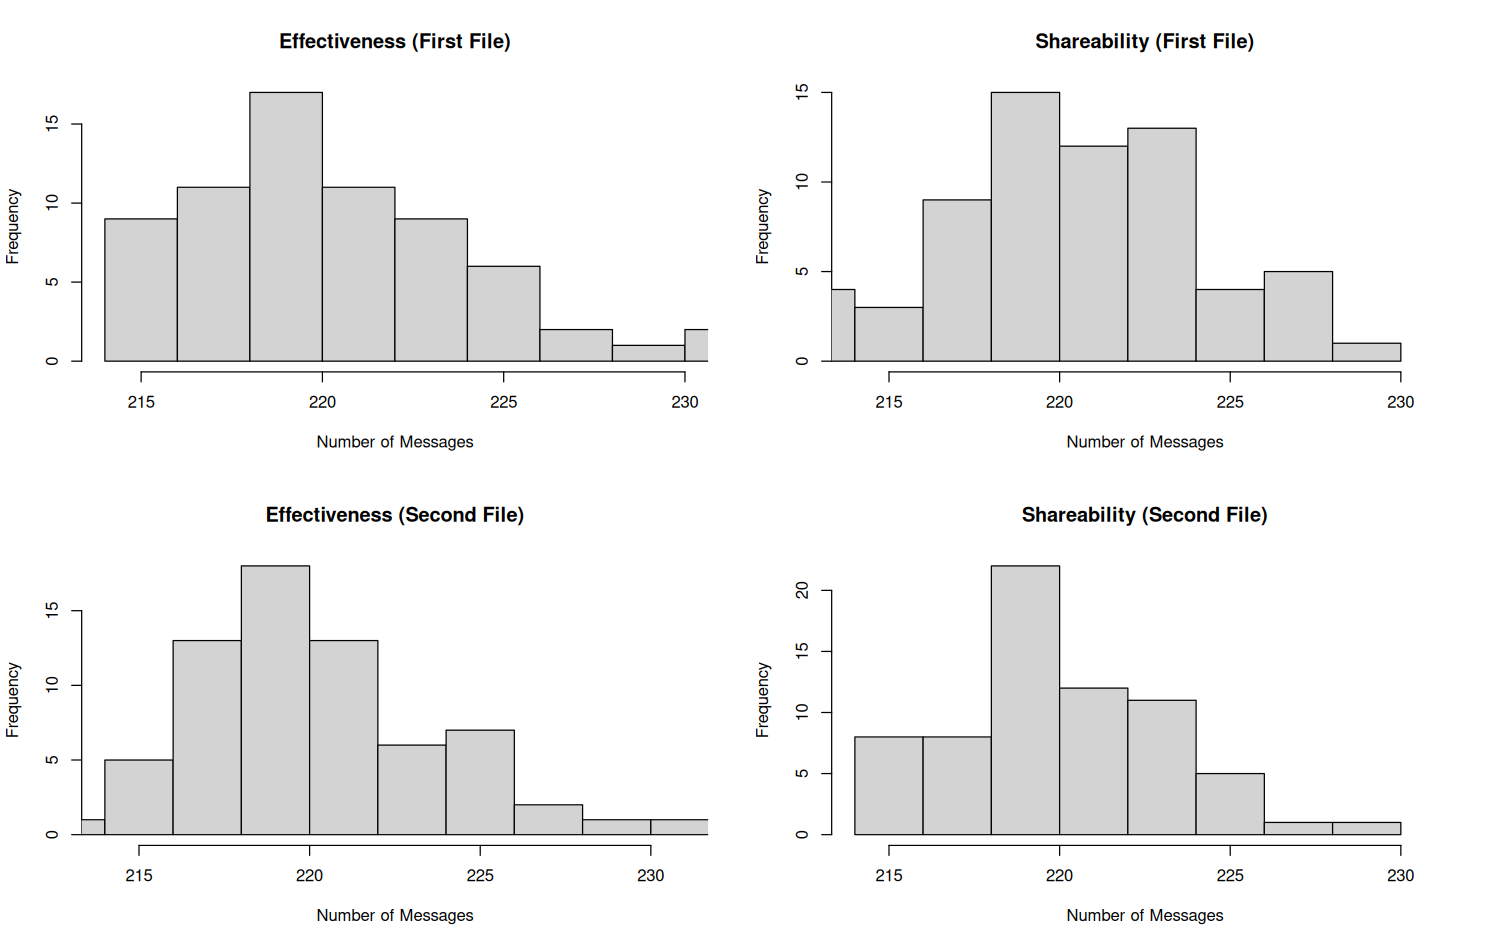 Effectiveness (First File)
Frequency
15
10
5
0
215 220 225 230
Number of Messages
Shareability (First File)
Frequency
15
10
5
0
215 220 225 230
Number of Messages
Effectiveness (Second File)
Frequency
15
10
5
0
215 220 225 230
Number of Messages
Shareability (Second File)
Frequency
20
15
10
5
0
215 220 225 230
Number of Messages